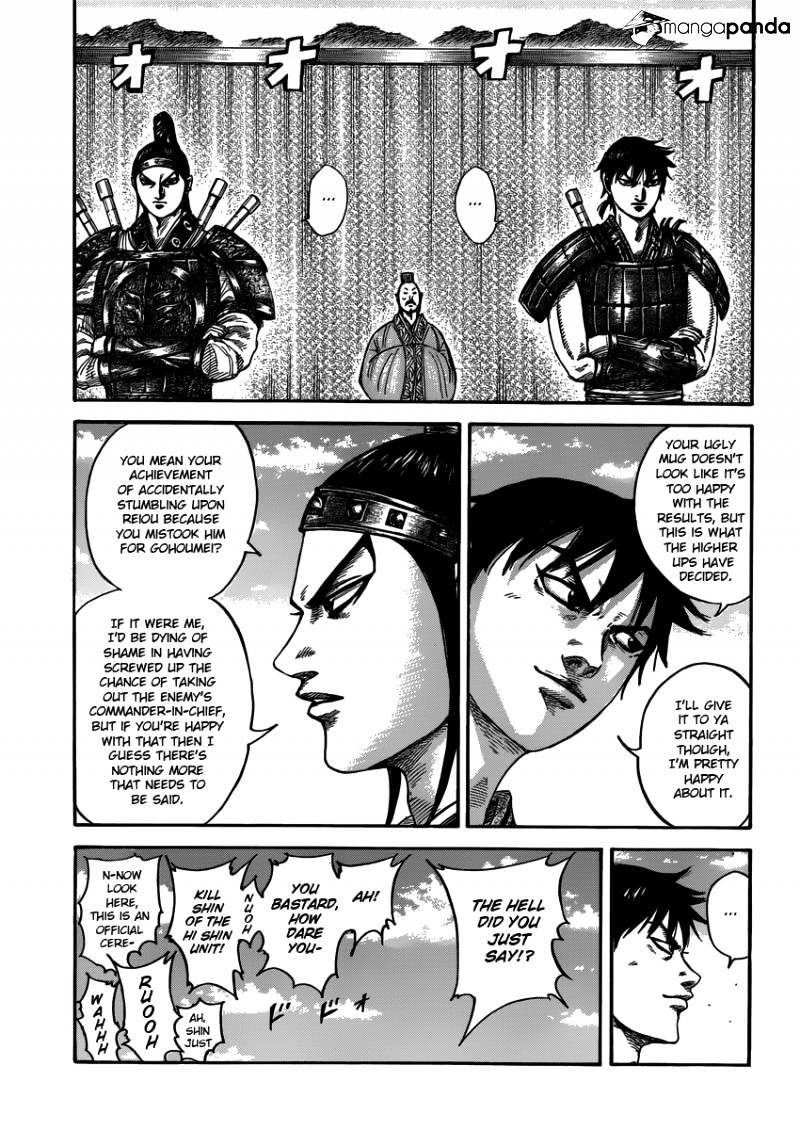 mangapanda
オ
オ
オ
オ
...
...
YOUR UGLY
MUG DOESN'T
LOOK LIKE IT'S
TOO HAPPY
WITH THE
RESULTS, BUT
THIS IS WHAT
THE HIGHER
UPS HAVE
DECIDED.
I'LL GIVE
IT TO YA
STRAIGHT
THOUGH,
I'M PRETTY
HAPPY
ABOUT IT.
YOU MEAN YOUR
ACHIEVEMENT
OF ACCIDENTALLY
STUMBLING UPON
REIOU BECAUSE
YOU MISTOOK HIM
FOR GOHOUMEI?
IF IT WERE ME,
I'D BE DYING OF
SHAME IN HAVING
SCREWED UP THE
CHANCE OF TAKING
OUT THE ENEMY'S
COMMANDER-IN-CHIEF,
BUT IF YOU'RE HAPPY
WITH THAT THEN I
GUESS THERE'S
NOTHING MORE
THAT NEEDS TO
BE SAID.
...
THE HELL
DID YOU
JUST
SAY!?
AH!
YOU
BASTARD,
HOW
DARE
YOU-
NUOH
KILL
SHIN
OF THE
HI SHIN
UNIT!
N-NOW
LOOK
HERE,
THIS IS AN
OFFICIAL
CERE-
ドドド
AH,
SHIN
JUST
RUOOH
WAHHH